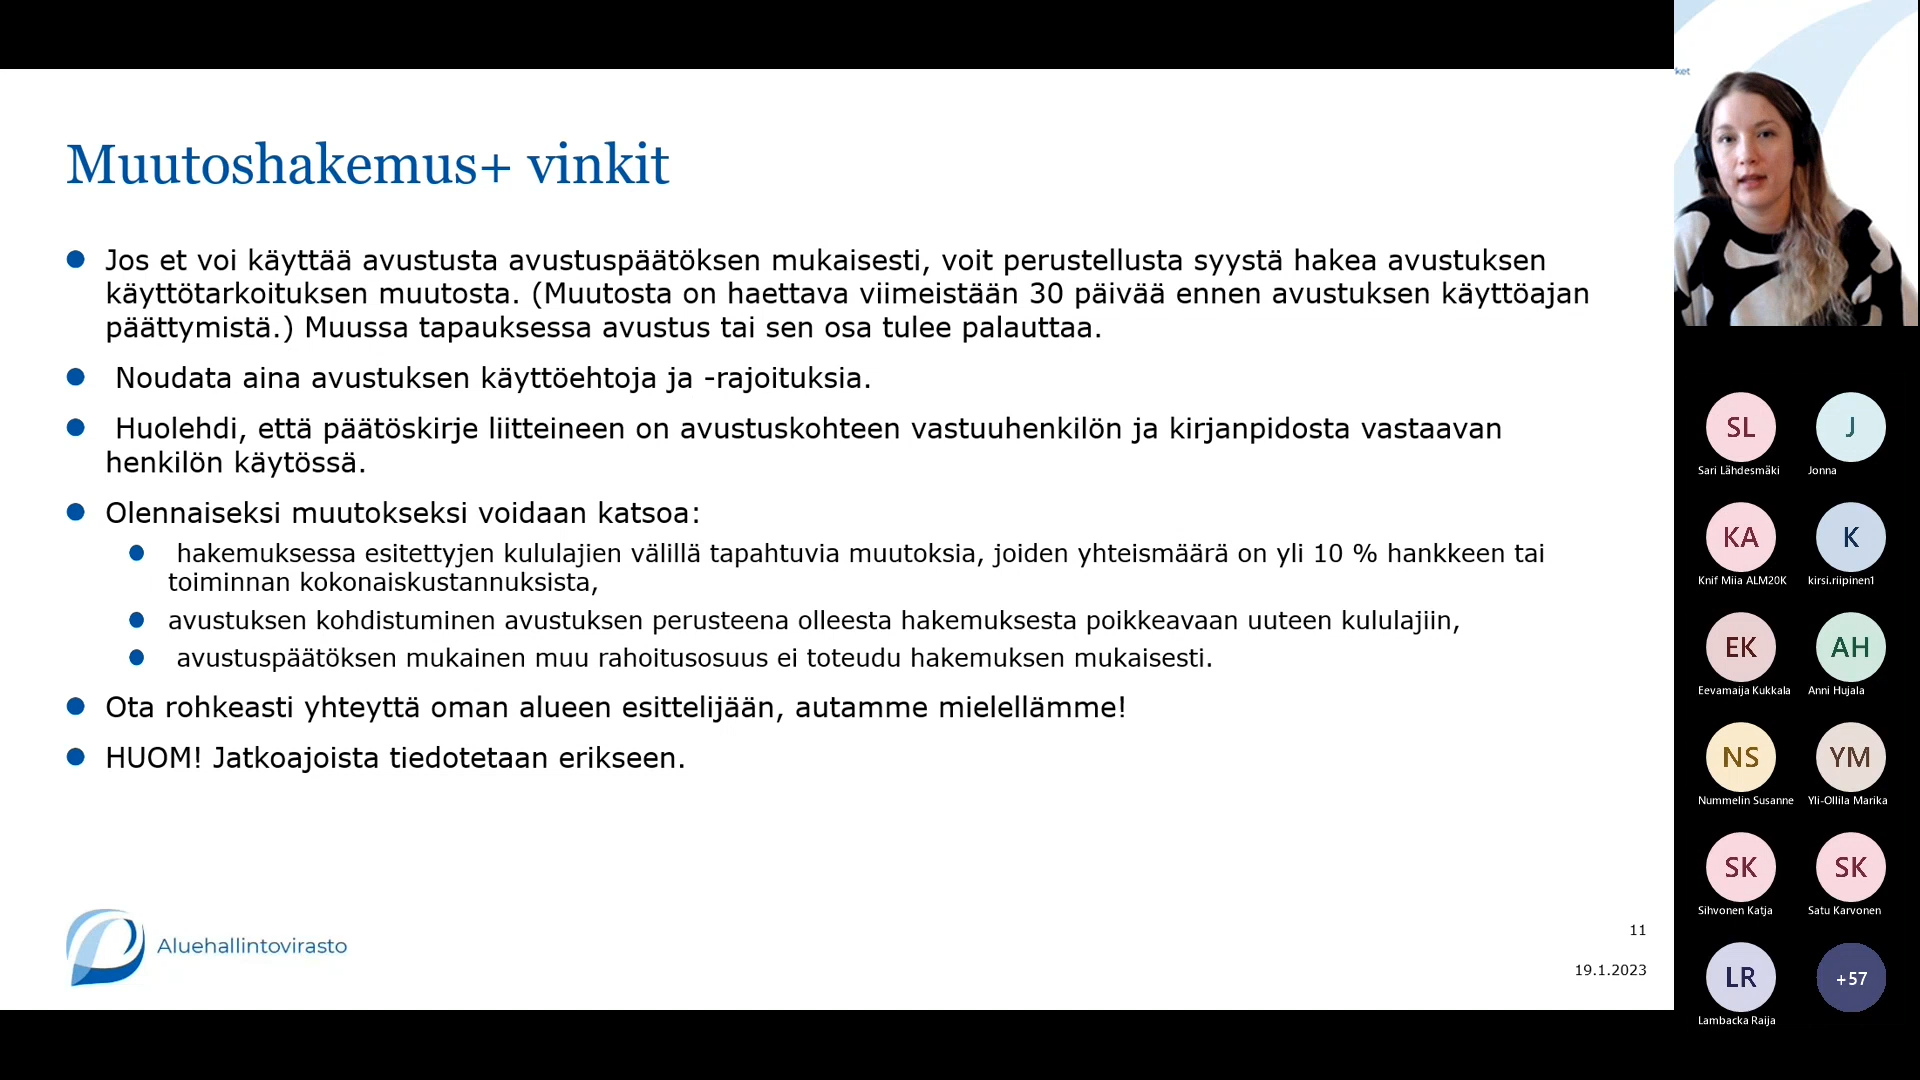 Muutoshakemus+ vinkit
Jos et voi käyttää avustusta avustuspäätöksen mukaisesti, voit perustellusta syystä hakea avustuksen
käyttötarkoituksen muutosta. (Muutosta on haettava viimeistään 30 päivää ennen avustuksen käyttöajan
päättymistä.) Muussa tapauksessa avustus tai sen osa tulee palauttaa.
Noudata aina avustuksen käyttöehtoja ja -rajoituksia.
Huolehdi, että päätöskirje liitteineen on avustuskohteen vastuuhenkilön ja kirjanpidosta vastaavan
henkilön käytössä.
Olennaiseksi muutokseksi voidaan katsoa:
hakemuksessa esitettyjen kululajien välillä tapahtuvia muutoksia, joiden yhteismäärä on yli 10 % hankkeen tai
toiminnan kokonaiskustannuksista,
avustuksen kohdistuminen avustuksen perusteena olleesta hakemuksesta poikkeavaan uuteen kululajiin,
avustuspäätöksen mukainen muu rahoitusosuus ei toteudu hakemuksen mukaisesti.
Ota rohkeasti yhteyttä oman alueen esittelijään, autamme mielellämme!
HUOM! Jatkoajoista tiedotetaan erikseen.
Aluehallintovirasto
11
19.1.2023
ket
SL
J
Sari Lähdesmäki
Jonna
KA
K
Knif Miia ALM20K
kirsi.riipinen1
EK
AH
Eevamaija Kukkala
Anni Hujala
NS
YM
Nummelin Susanne
Yli-Ollila Marika
SK
SK
Sihvonen Katja
Satu Karvonen
LR
+57
Lambacka Raija